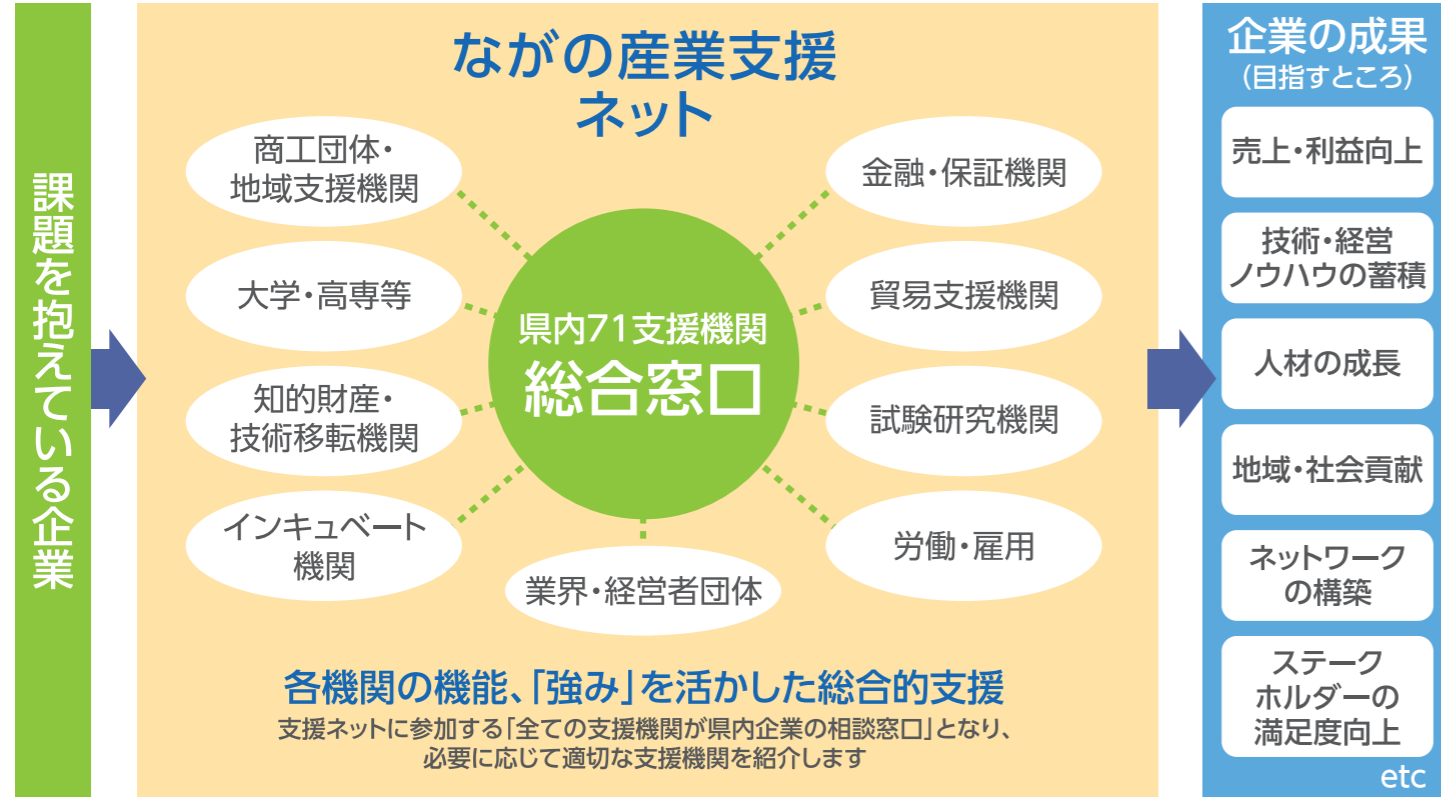 課題を抱えている企業
ながの産業支援
ネット
商工団体・
地域支援機関
大学・高専等
知的財産・
技術移転機関
インキュベート
機関
業界・経営者団体
金融・保証機関
貿易支援機関
試験研究機関
労働・雇用
県内71支援機関
総合窓口
各機関の機能、「強み」を活かした総合的支援
支援ネットに参加する「全ての支援機関が県内企業の相談窓口」となり、
必要に応じて適切な支援機関を紹介します
企業の成果
（目指すところ）
売上・利益向上
技術・経営
ノウハウの蓄積
人材の成長
地域・社会貢献
ネットワーク
の構築
ステーク
ホルダーの
満足度向上
etc